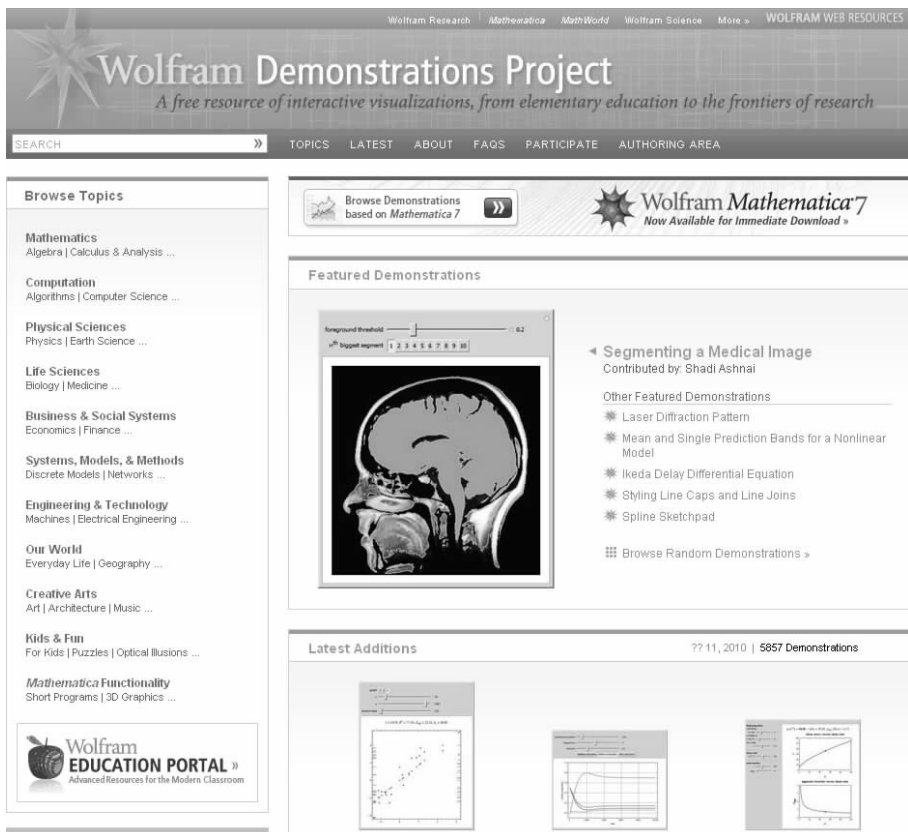 Wolfram Research Mathematica MathWorld Wolfram Science More » WOLFRAM WEB RESOURCES
Wolfram Demonstrations Project
A free resource of interactive visualizations, from elementary education to the frontiers of research
SEARCH » TOPICS LATEST ABOUT FAQS PARTICIPATE AUTHORING AREA
Browse Topics
Mathematics
Algebra | Calculus & Analysis ...
Computation
Algorithms | Computer Science ...
Physical Sciences
Physics | Earth Science ...
Life Sciences
Biology | Medicine ...
Business & Social Systems
Economics | Finance ...
Systems, Models, & Methods
Discrete Models | Networks ...
Engineering & Technology
Machines | Electrical Engineering ...
Our World
Everyday Life | Geography ...
Creative Arts
Art | Architecture | Music ...
Kids & Fun
For Kids | Puzzles | Optical Illusions ...
Mathematica Functionality
Short Programs | 3D Graphics ...
Wolfram
EDUCATION PORTAL »
Advanced Resources for the Modern Classroom
Browse Demonstrations
based on Mathematica 7
Wolfram Mathematica 7
Now Available for Immediate Download »
Featured Demonstrations
foreground threshold 0.2
nth biggest segment 1 2 3 4 5 6 7 8 9 10
Segmenting a Medical Image
Contributed by: Shadi Ashnai
Other Featured Demonstrations
Laser Diffraction Pattern
Mean and Single Prediction Bands for a Nonlinear
Model
Ikeda Delay Differential Equation
Styling Line Caps and Line Joins
Spline Sketchpad
Browse Random Demonstrations »
Latest Additions ?? 11, 2010 | 5857 Demonstrations